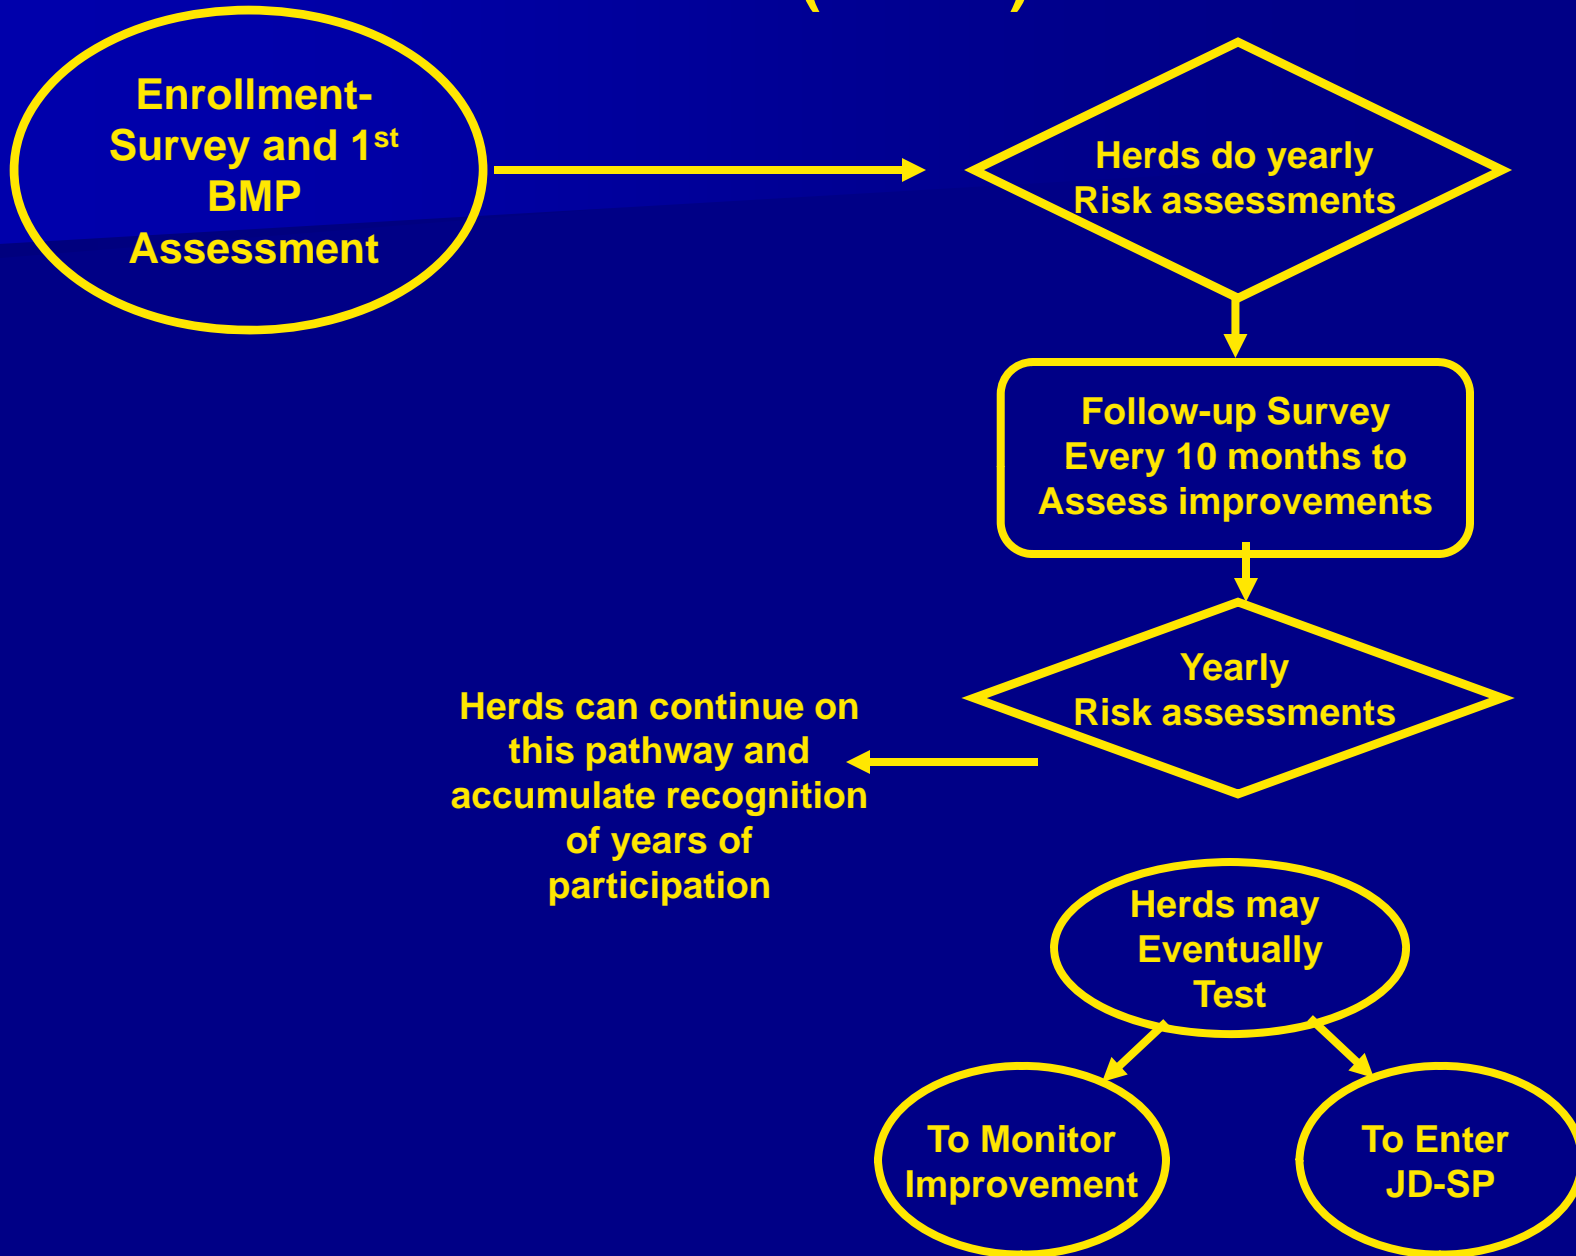 Enrollment-
Survey and 1st
BMP
Assessment
Herds do yearly
Risk assessments
Follow-up Survey
Every 10 months to
Assess improvements
Yearly
Risk assessments
Herds can continue on
this pathway and
accumulate recognition
of years of
participation
Herds may
Eventually
Test
To Monitor
Improvement
To Enter
JD-SP